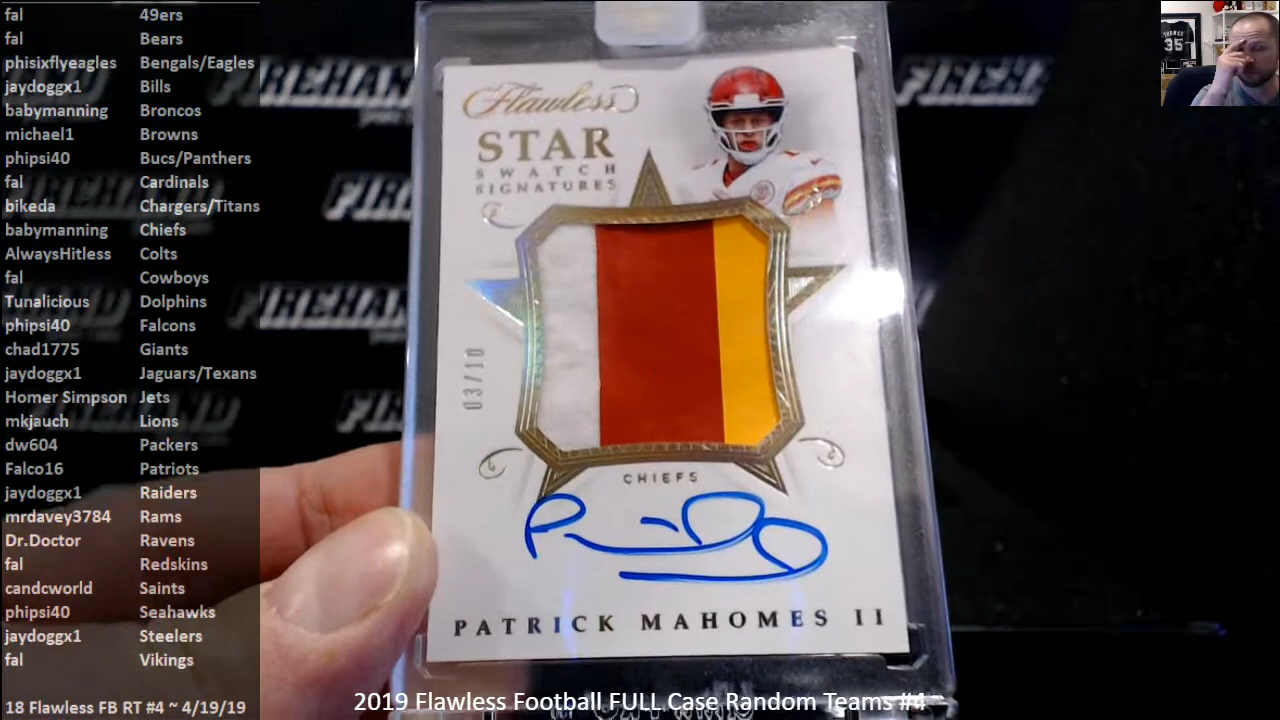 fal 49ers
fal Bears
phisixflyeagles Bengals/Eagles
jaydoggx1 Bills
babymanning Broncos
michael1 Browns
phipsi40 Bucs/Panthers
fal Cardinals
bikeda Chargers/Titans
babymanning Chiefs
AlwaysHitless Colts
fal Cowboys
Tunalicious Dolphins
phipsi40 Falcons
chad1775 Giants
jaydoggx1 Jaguars/Texans
Homer Simpson Jets
mkjauch Lions
dw604 Packers
Falco16 Patriots
jaydoggx1 Raiders
mrdavey3784 Rams
Dr.Doctor Ravens
fal Redskins
candcworld Saints
phipsi40 Seahawks
jaydoggx1 Steelers
fal Vikings
18 Flawless FB RT #4 ~ 4/19/19
Flawless
STAR
SWATCH
SIGNATURES
03/10
CHIEFS
PATRICK MAHOMES II
2019 Flawless Football FULL Case Random Teams #4
THOMAS
35
FIREHAND